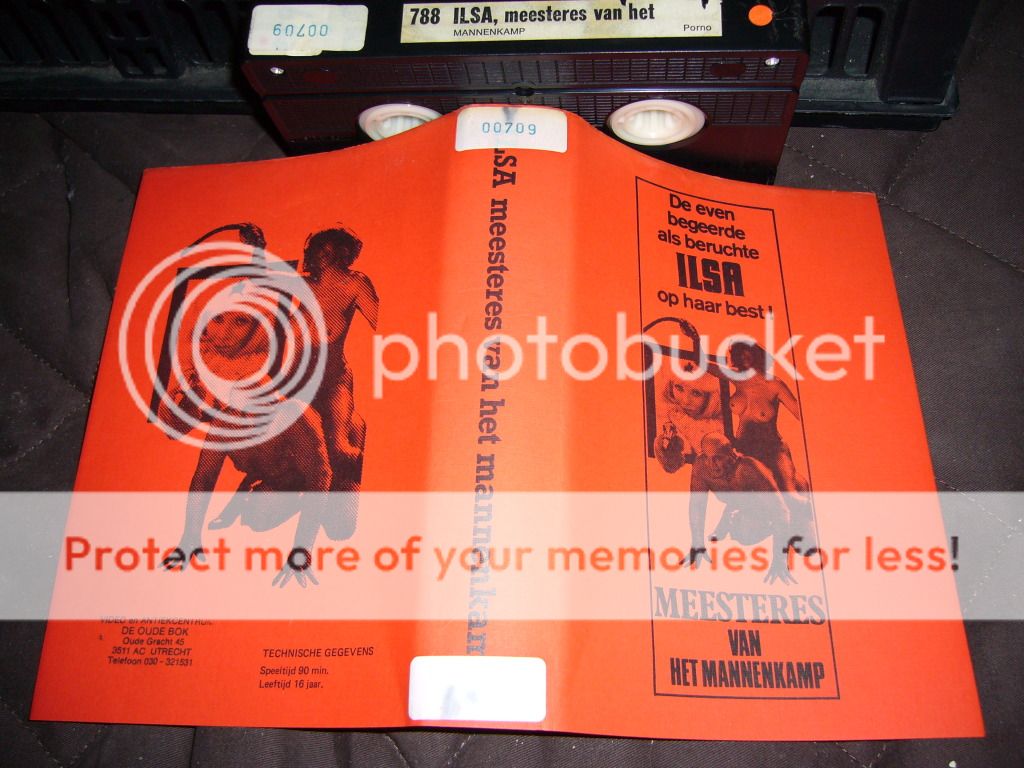 00709
788 ILSA, meesteres van het
MANNENKAMP Porno
00709
ILSA meesteres van het mannenkamp
De even
begeerde
als beruchte
ILSA
op haar best!
MEESTERES
VAN
HET MANNENKAMP
VIDEO en ANTIEKCENTRUM
DE OUDE BOK
Oude Gracht 45
3511 AC UTRECHT
Telefoon 030 - 321531
TECHNISCHE GEGEVENS
Speeltijd 90 min.
Leeftijd 16 jaar.
photobucket
Protect more of your memories for less!